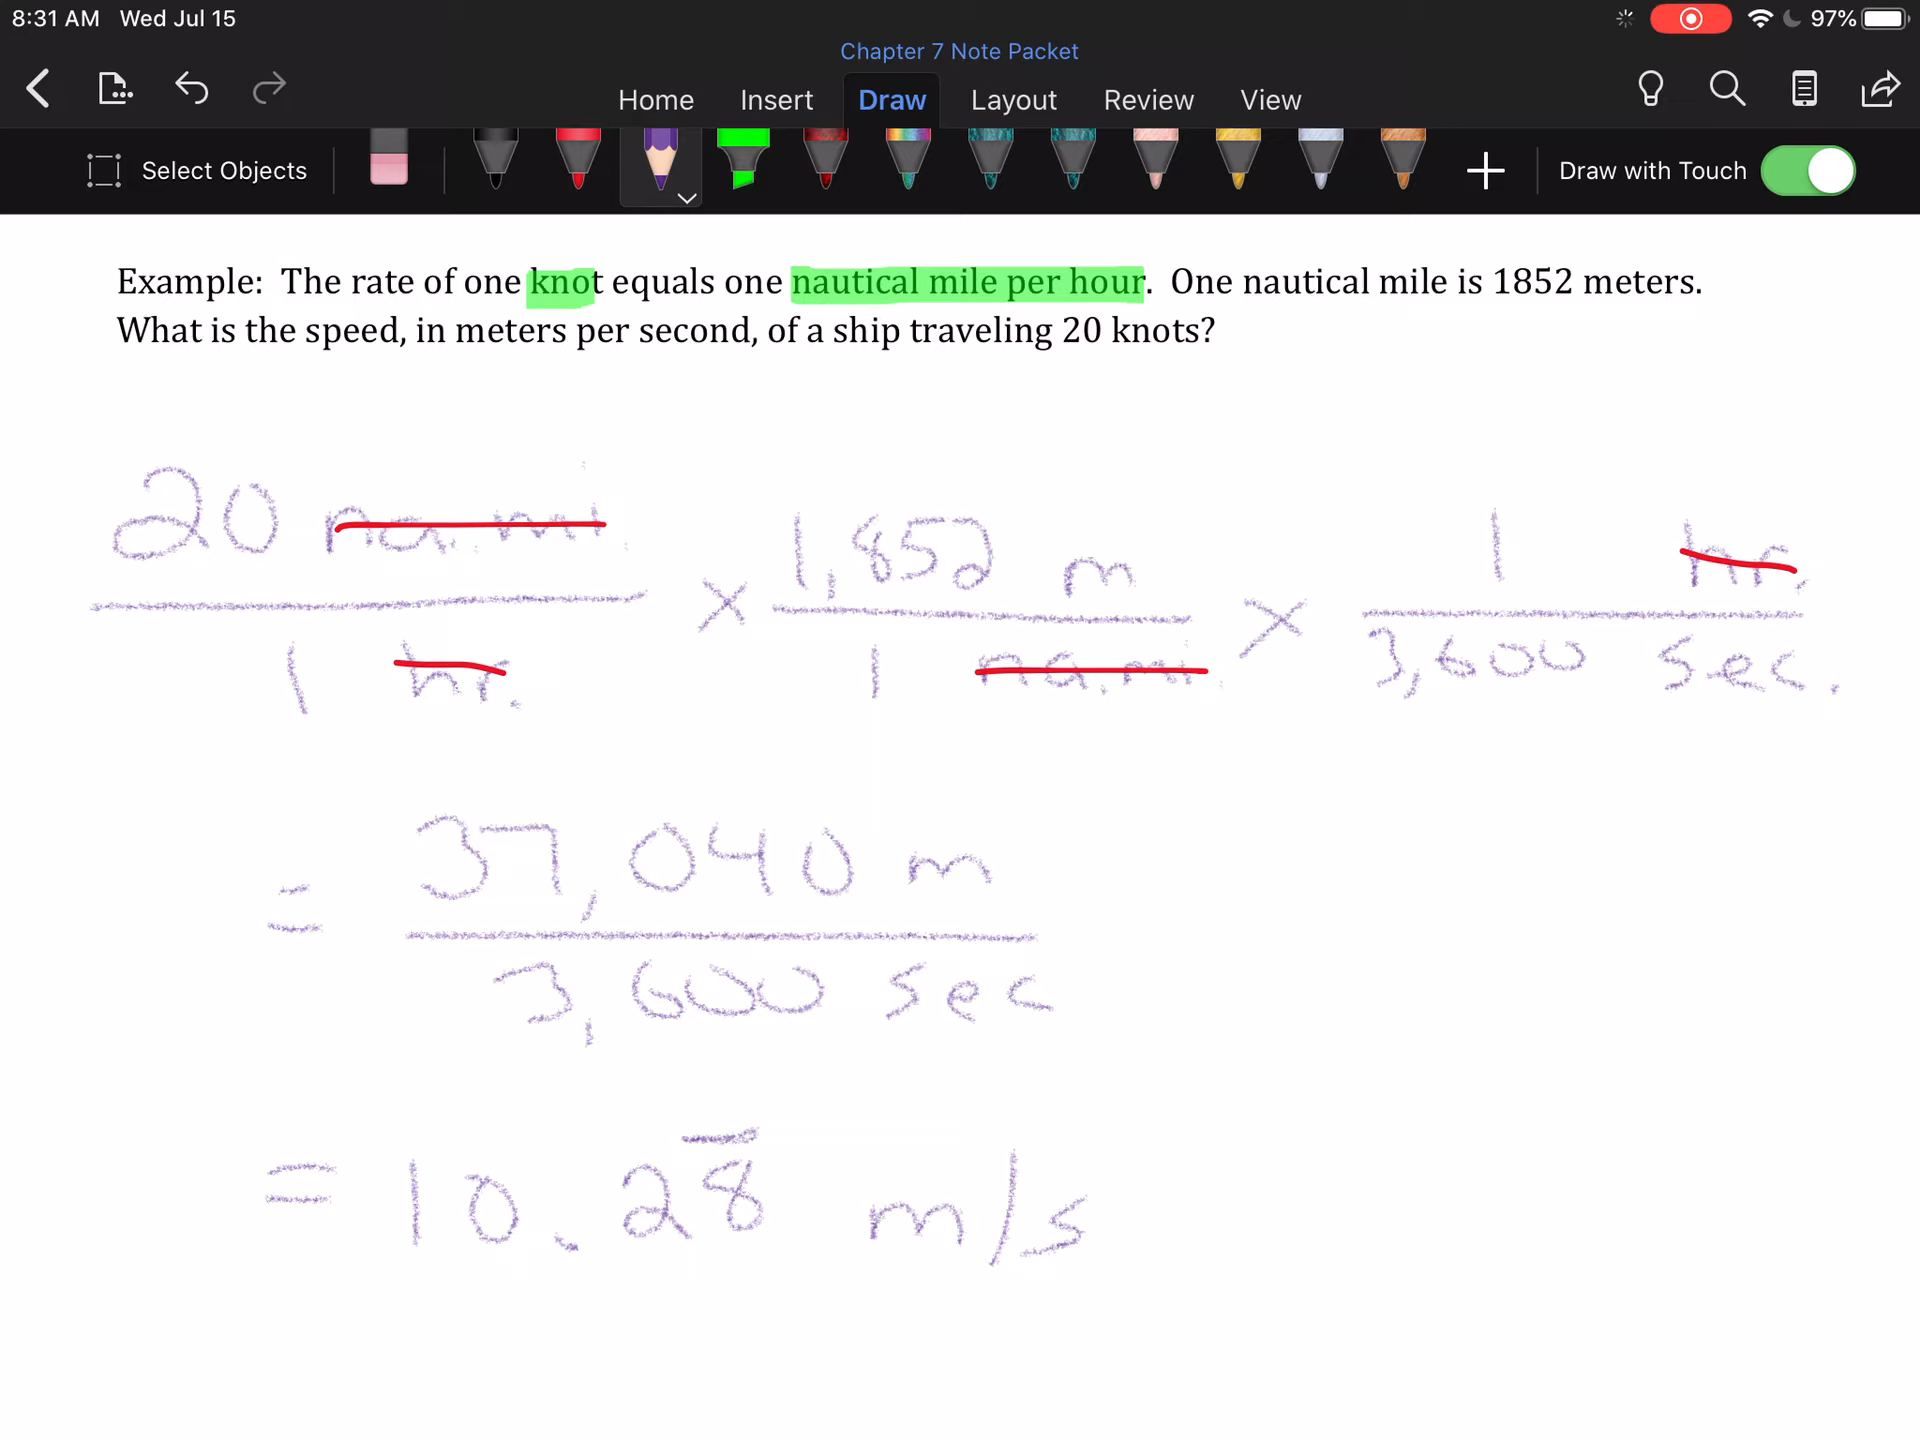 8:31 AM Wed Jul 15 97%
Chapter 7 Note Packet
Home Insert Draw Layout Review View
Select Objects Draw with Touch
Example: The rate of one knot equals one nautical mile per hour. One nautical mile is 1852 meters.
What is the speed, in meters per second, of a ship traveling 20 knots?
20 na. mi. × 1,852 m × 1 hr.
1 hr. 1 na. mi. 3,600 sec.
= 37,040 m
3,600 sec
= 10.28̅ m/s